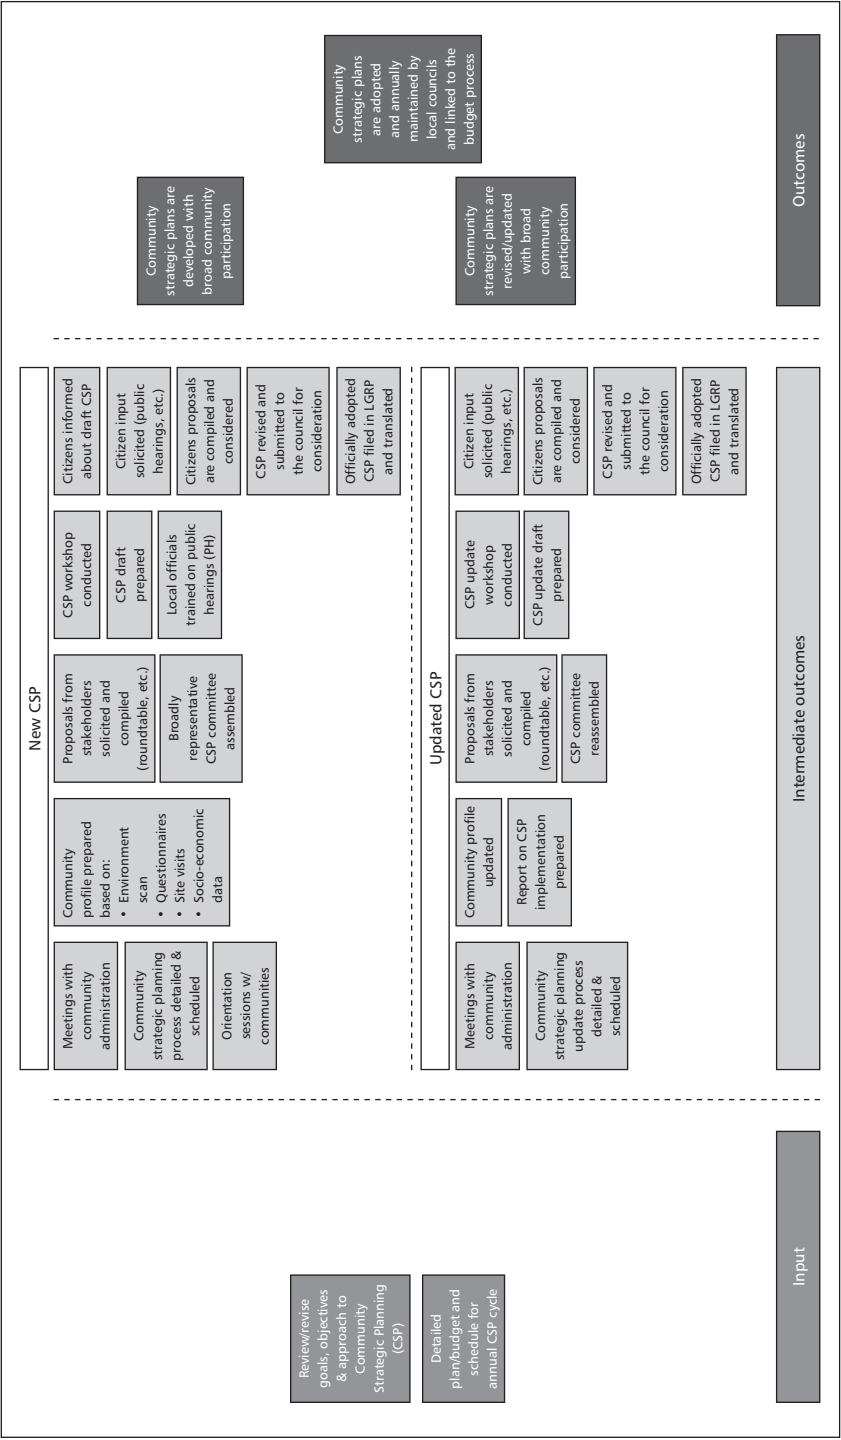 Review/revise
goals, objectives
& approach to
Community
Strategic Planning
(CSP)
Detailed
plan/budget and
schedule for
annual CSP cycle
Input
New CSP
Meetings with
community
administration
Community
strategic planning
process detailed &
scheduled
Orientation
sessions w/
communities
Community
profile prepared
based on:
• Environment
scan
• Questionnaires
• Site visits
• Socio-economic
data
Proposals from
stakeholders
solicited and
compiled
(roundtable, etc.)
Broadly
representative
CSP committee
assembled
CSP workshop
conducted
CSP draft
prepared
Local officials
trained on public
hearings (PH)
Citizens informed
about draft CSP
Citizen input
solicited (public
hearings, etc.)
Citizens proposals
are compiled and
considered
CSP revised and
submitted to
the council for
consideration
Officially adopted
CSP filed in LGRP
and translated
Updated CSP
Meetings with
community
administration
Community
strategic planning
update process
detailed &
scheduled
Community profile
updated
Report on CSP
implementation
prepared
Proposals from
stakeholders
solicited and
compiled
(roundtable, etc.)
CSP committee
reassembled
CSP update
workshop
conducted
CSP update draft
prepared
Citizen input
solicited (public
hearings, etc.)
Citizens proposals
are compiled and
considered
CSP revised and
submitted to
the council for
consideration
Officially adopted
CSP filed in LGRP
and translated
Intermediate outcomes
Community
strategic plans are
developed with
broad community
participation
Community
strategic plans
are adopted
and annually
maintained by
local councils
and linked to the
budget process
Community
strategic plans are
revised/updated
with broad
community
participation
Outcomes